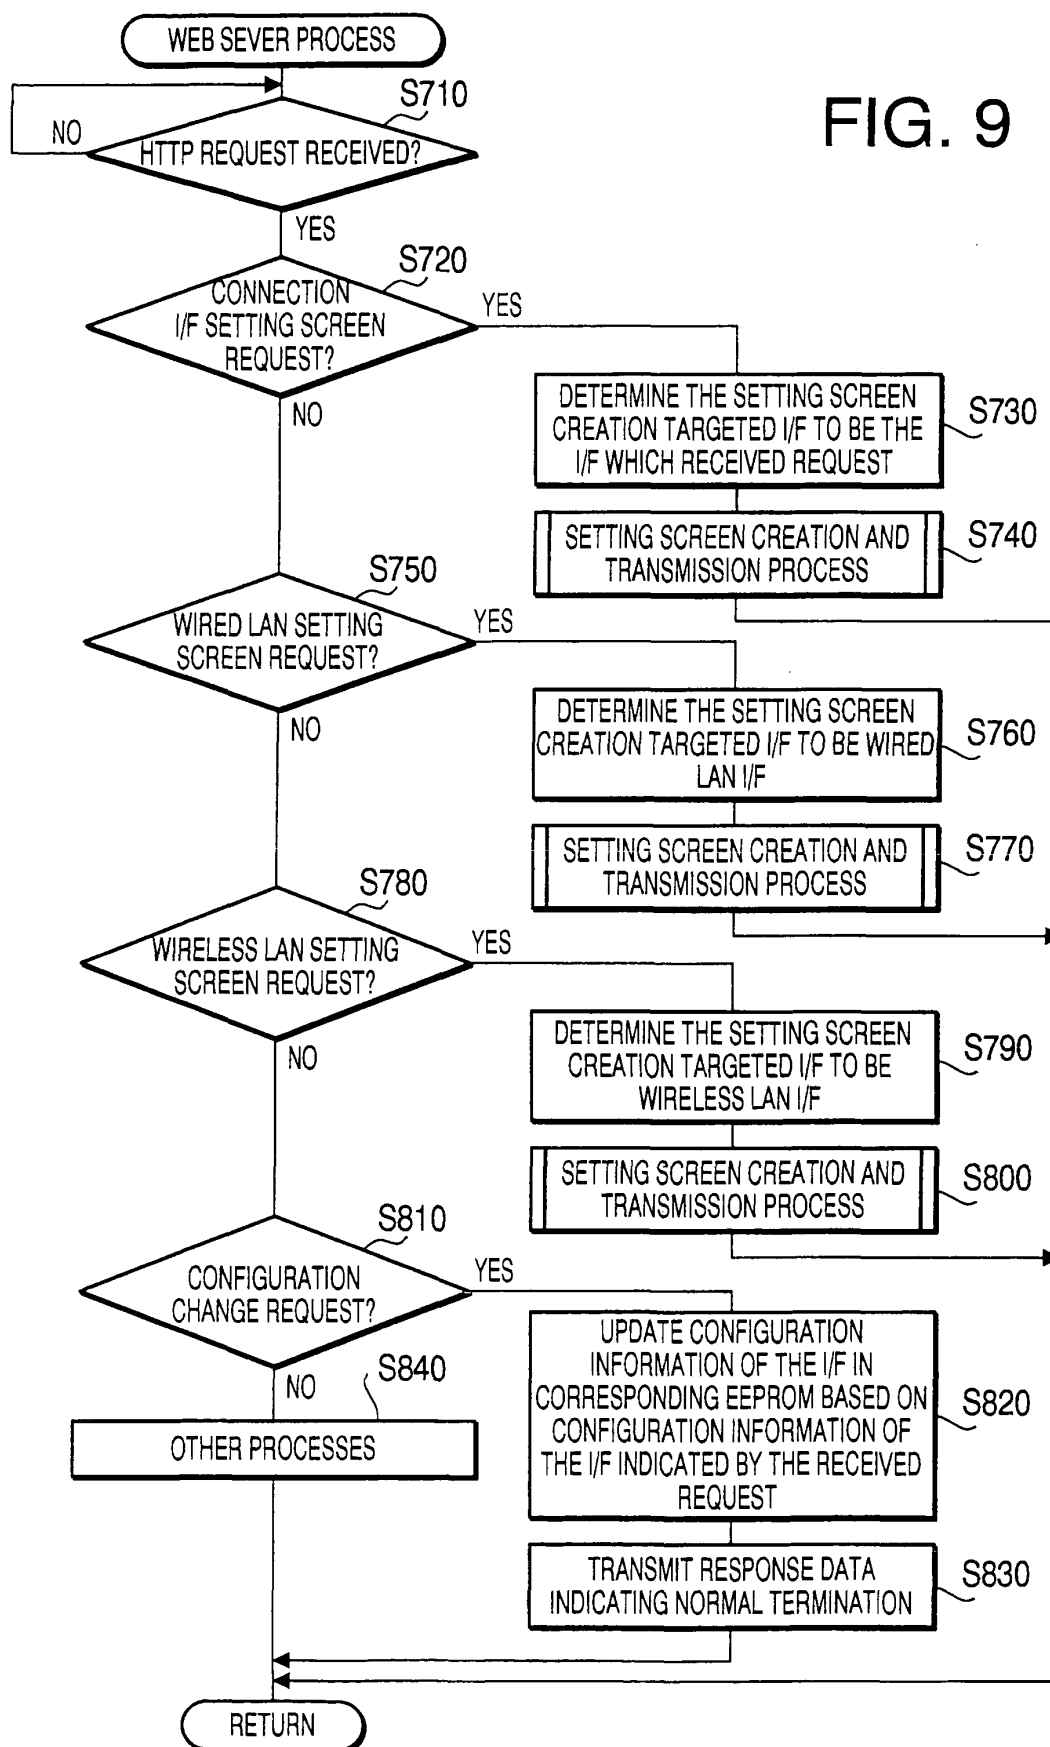 WEB SEVER PROCESS
FIG. 9
S710
NO
HTTP REQUEST RECEIVED?
YES
S720
CONNECTION
I/F SETTING SCREEN
REQUEST?
YES
NO
DETERMINE THE SETTING SCREEN
CREATION TARGETED I/F TO BE THE
I/F WHICH RECEIVED REQUEST
S730
SETTING SCREEN CREATION AND
TRANSMISSION PROCESS
S740
S750
WIRED LAN SETTING
SCREEN REQUEST?
YES
NO
DETERMINE THE SETTING SCREEN
CREATION TARGETED I/F TO BE WIRED
LAN I/F
S760
SETTING SCREEN CREATION AND
TRANSMISSION PROCESS
S770
S780
WIRELESS LAN SETTING
SCREEN REQUEST?
YES
NO
DETERMINE THE SETTING SCREEN
CREATION TARGETED I/F TO BE
WIRELESS LAN I/F
S790
SETTING SCREEN CREATION AND
TRANSMISSION PROCESS
S800
S810
CONFIGURATION
CHANGE REQUEST?
YES
NO
UPDATE CONFIGURATION
INFORMATION OF THE I/F IN
CORRESPONDING EEPROM BASED ON
CONFIGURATION INFORMATION OF
THE I/F INDICATED BY THE RECEIVED
REQUEST
S820
S840
OTHER PROCESSES
TRANSMIT RESPONSE DATA
INDICATING NORMAL TERMINATION
S830
RETURN